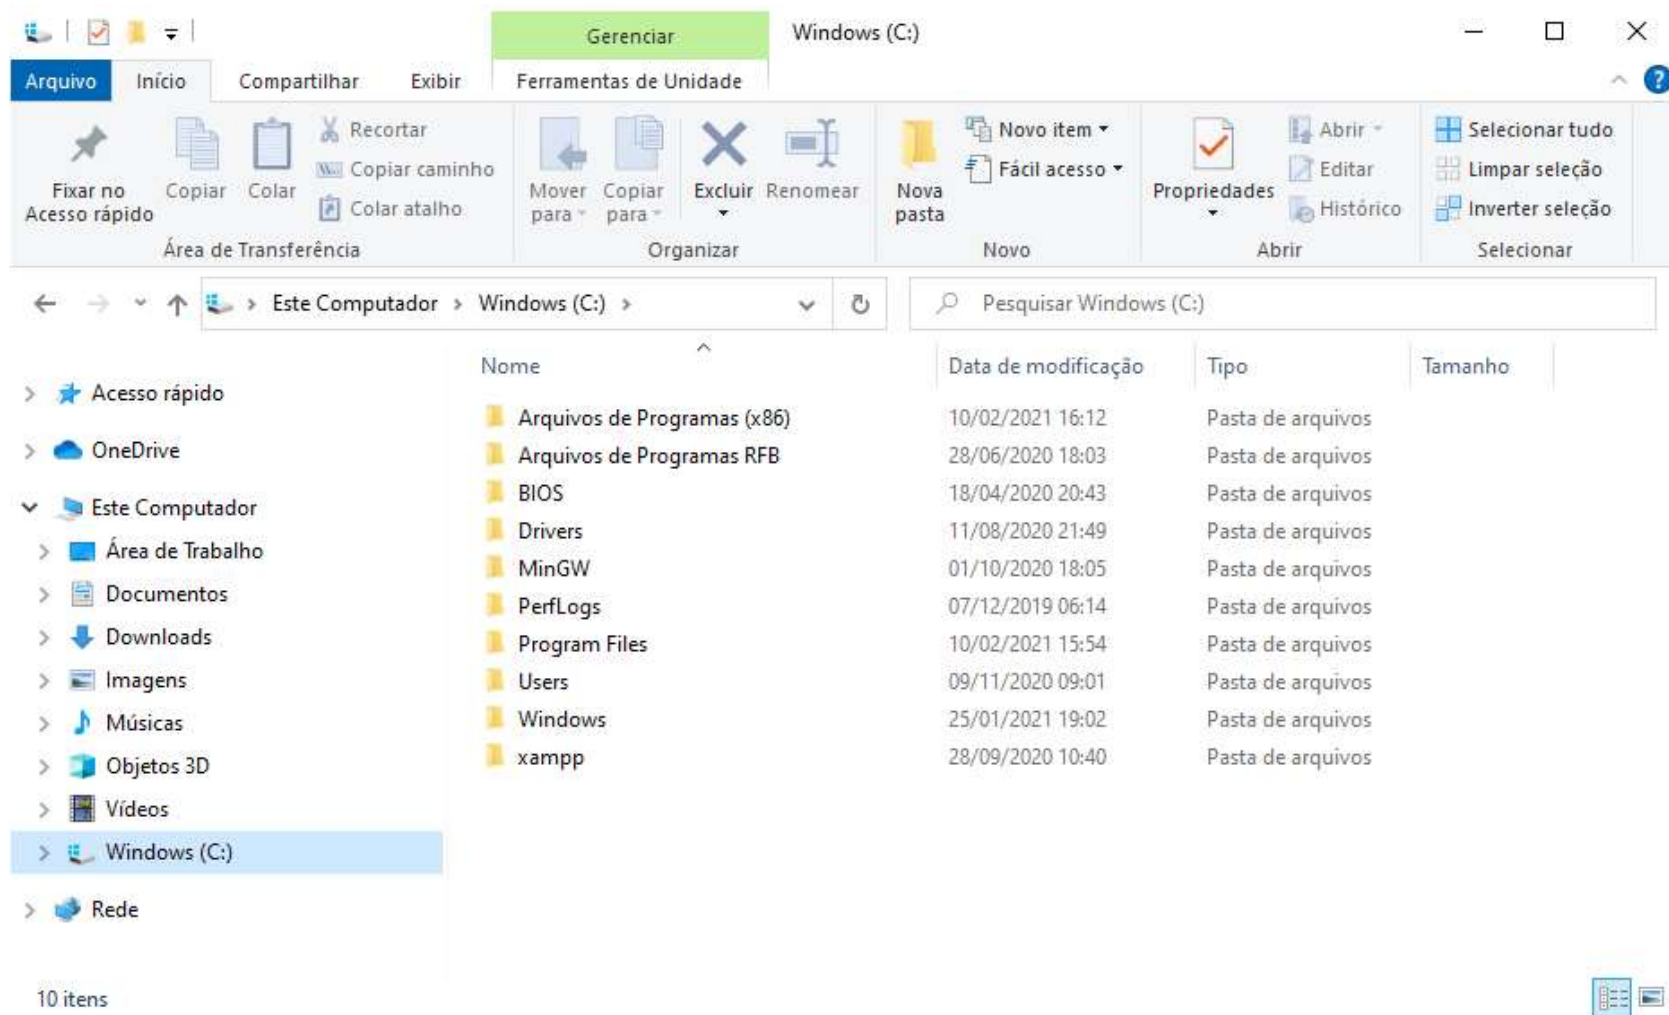 Gerenciar
Windows (C:)
Arquivo Início Compartilhar Exibir Ferramentas de Unidade
?
Fixar no
Acesso rápido
Copiar
Colar
Recortar
Copiar caminho
Colar atalho
Área de Transferência
Mover
para
Copiar
para
Excluir
Renomear
Organizar
Nova
pasta
Novo item
Fácil acesso
Novo
Propriedades
Abrir
Editar
Histórico
Abrir
Selecionar tudo
Limpar seleção
Inverter seleção
Selecionar
Este Computador > Windows (C:) >
Pesquisar Windows (C:)
Acesso rápido
OneDrive
Este Computador
Área de Trabalho
Documentos
Downloads
Imagens
Músicas
Objetos 3D
Vídeos
Windows (C:)
Rede
Nome Data de modificação Tipo Tamanho
Arquivos de Programas (x86) 10/02/2021 16:12 Pasta de arquivos
Arquivos de Programas RFB 28/06/2020 18:03 Pasta de arquivos
BIOS 18/04/2020 20:43 Pasta de arquivos
Drivers 11/08/2020 21:49 Pasta de arquivos
MinGW 01/10/2020 18:05 Pasta de arquivos
PerfLogs 07/12/2019 06:14 Pasta de arquivos
Program Files 10/02/2021 15:54 Pasta de arquivos
Users 09/11/2020 09:01 Pasta de arquivos
Windows 25/01/2021 19:02 Pasta de arquivos
xampp 28/09/2020 10:40 Pasta de arquivos
10 itens